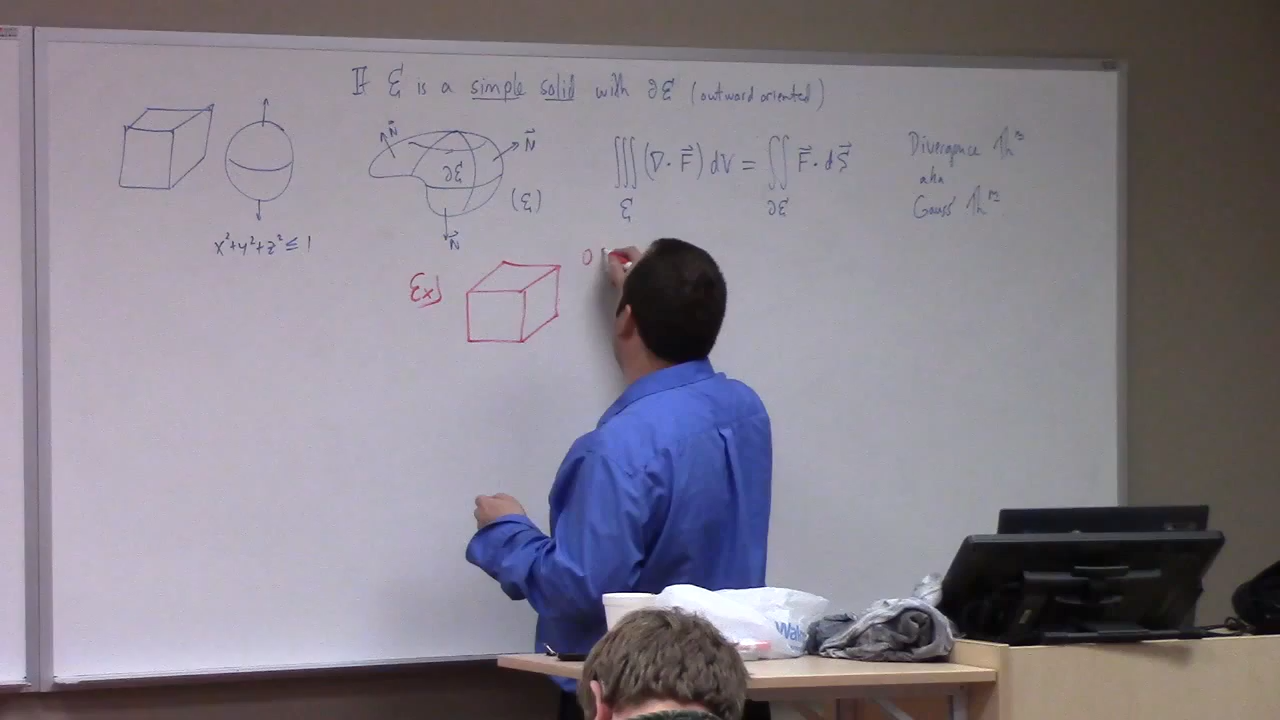 If E is a simple solid with ∂E (outward oriented)
N⃗
N⃗
∂E
(E)
N⃗
x²+y²+z² ≤ 1
∭ (∇·F⃗) dV = ∬ F⃗·dS⃗
E ∂E
Divergence Thm
aka
Gauss' Thm
Ex)
0